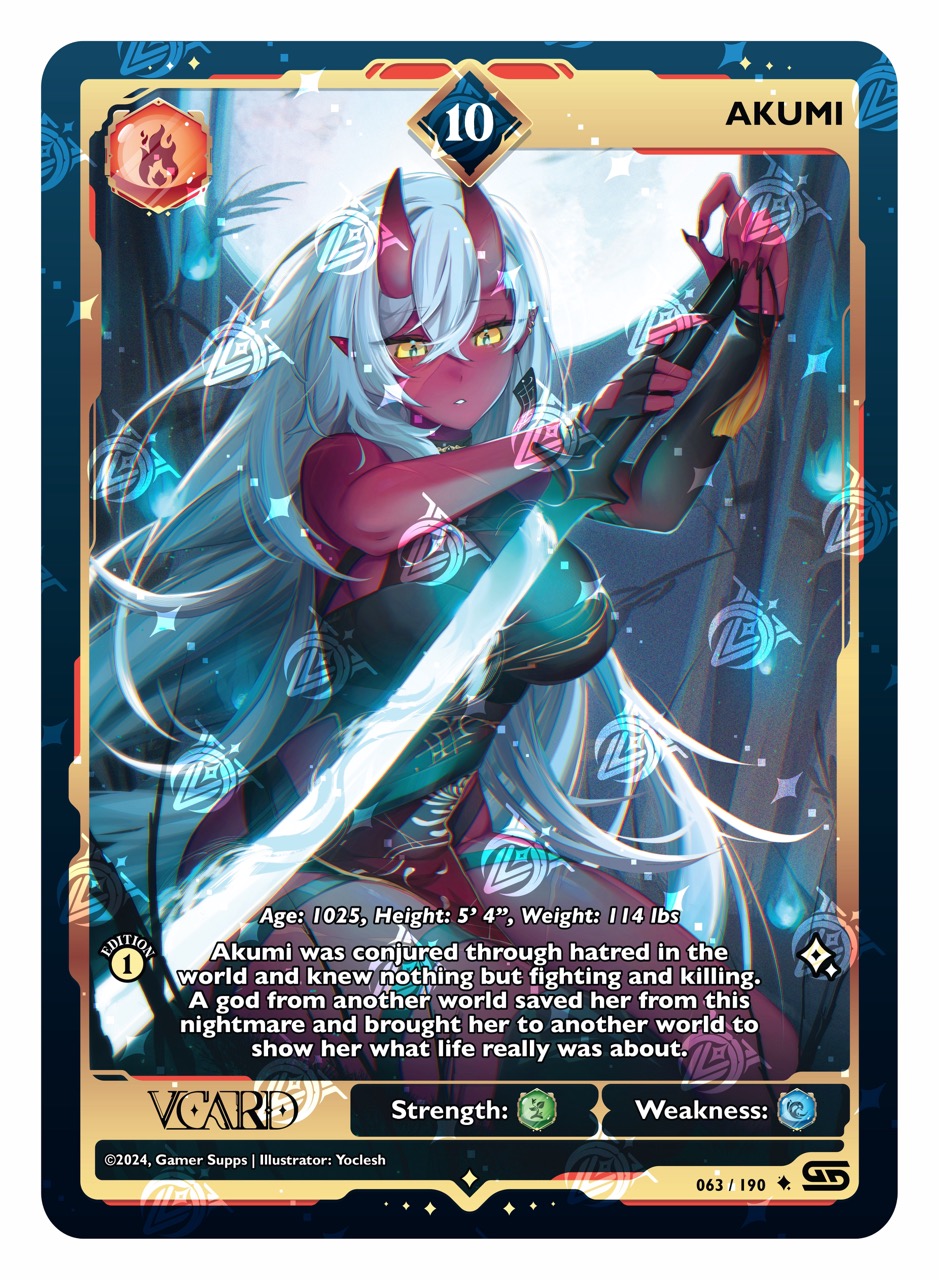 10
AKUMI
Age: 1025, Height: 5’ 4”, Weight: 114 lbs
EDITION
1
Akumi was conjured through hatred in the
world and knew nothing but fighting and killing.
A god from another world saved her from this
nightmare and brought her to another world to
show her what life really was about.
VCARD
Strength:
Weakness:
©2024, Gamer Supps | Illustrator: Yoclesh
063 / 190
GS